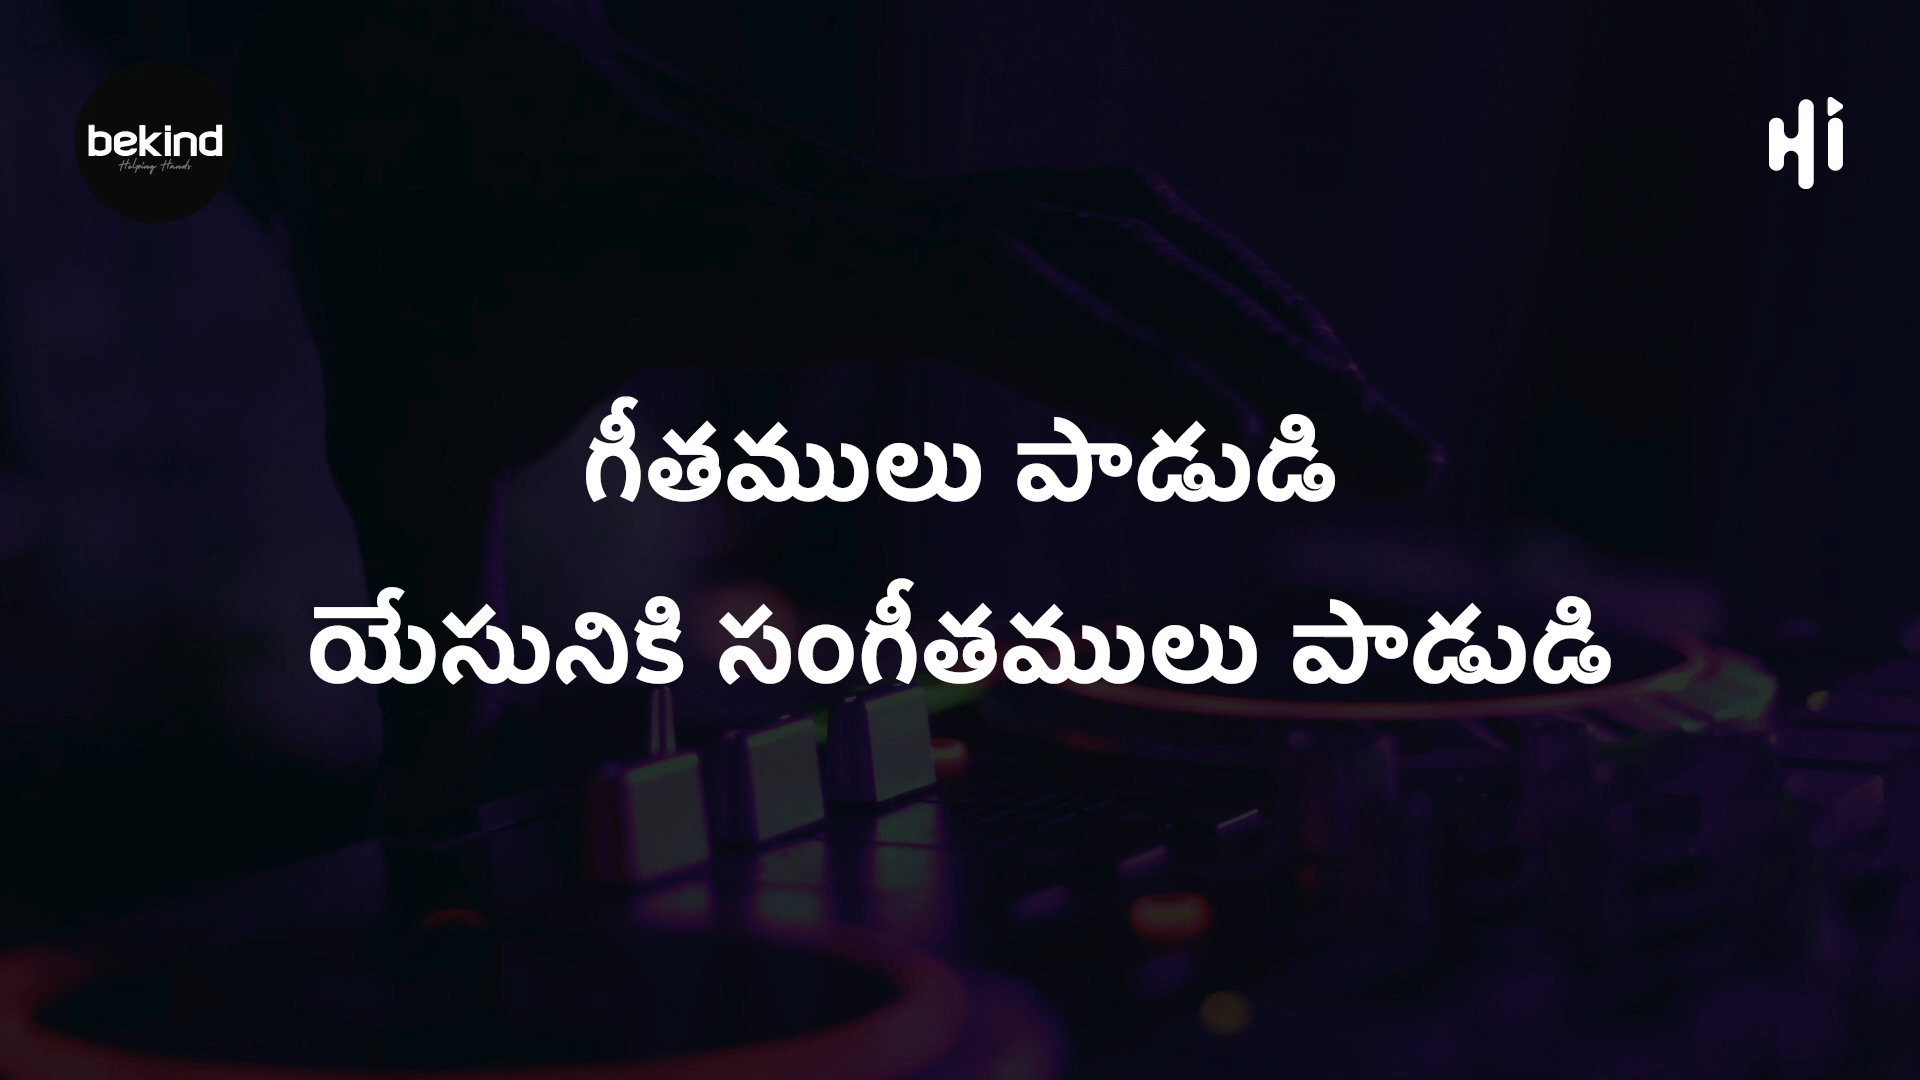 bekind
Helping Hands
Hi
గీతములు పాడుడి
యేసునికి సంగీతములు పాడుడి